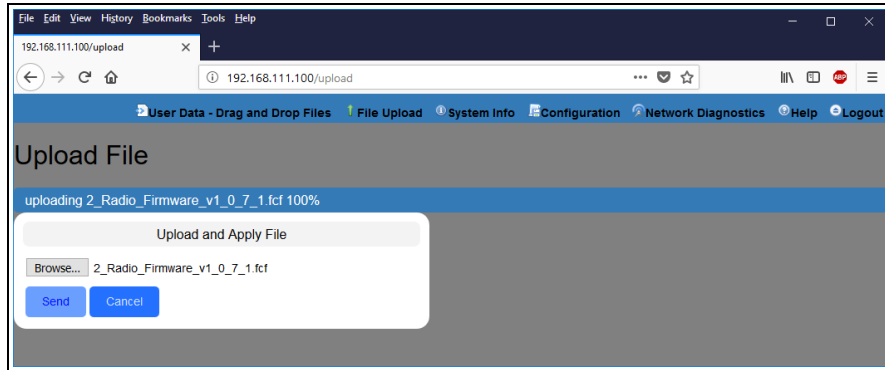 File Edit View History Bookmarks Tools Help
192.168.111.100/upload
192.168.111.100/upload
ABP
User Data - Drag and Drop Files File Upload System Info Configuration Network Diagnostics Help Logout
Upload File
uploading 2_Radio_Firmware_v1_0_7_1.fcf 100%
Upload and Apply File
Browse... 2_Radio_Firmware_v1_0_7_1.fcf
Send Cancel